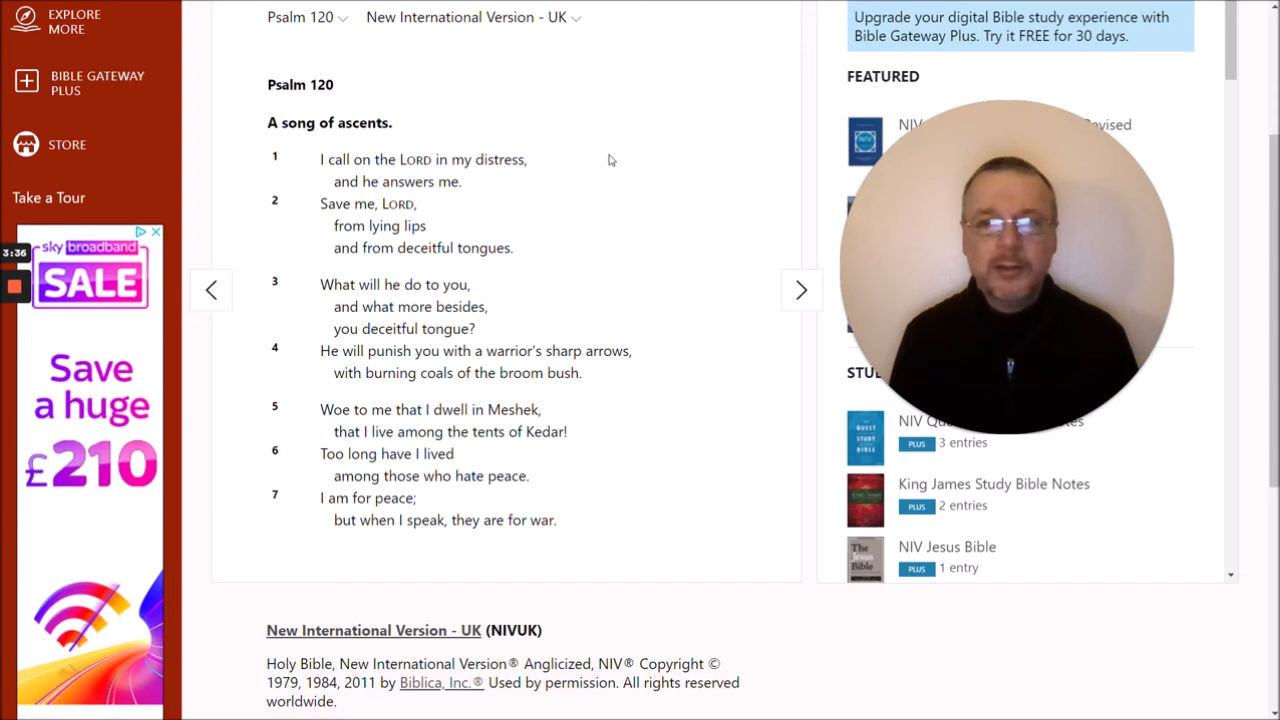 EXPLORE
MORE
BIBLE GATEWAY
PLUS
STORE
Take a Tour
3:36
sky broadband
SALE
Save
a huge
£210
Psalm 120
New International Version - UK
Psalm 120
A song of ascents.
1 I call on the LORD in my distress,
and he answers me.
2 Save me, LORD,
from lying lips
and from deceitful tongues.
3 What will he do to you,
and what more besides,
you deceitful tongue?
4 He will punish you with a warrior's sharp arrows,
with burning coals of the broom bush.
5 Woe to me that I dwell in Meshek,
that I live among the tents of Kedar!
6 Too long have I lived
among those who hate peace.
7 I am for peace;
but when I speak, they are for war.
New International Version - UK (NIVUK)
Holy Bible, New International Version® Anglicized, NIV® Copyright ©
1979, 1984, 2011 by Biblica, Inc.® Used by permission. All rights reserved
worldwide.
Upgrade your digital Bible study experience with
Bible Gateway Plus. Try it FREE for 30 days.
FEATURED
NIV
PLUS 3 entries
King James Study Bible Notes
PLUS 2 entries
The
Jesus
Bible
NIV Jesus Bible
PLUS 1 entry